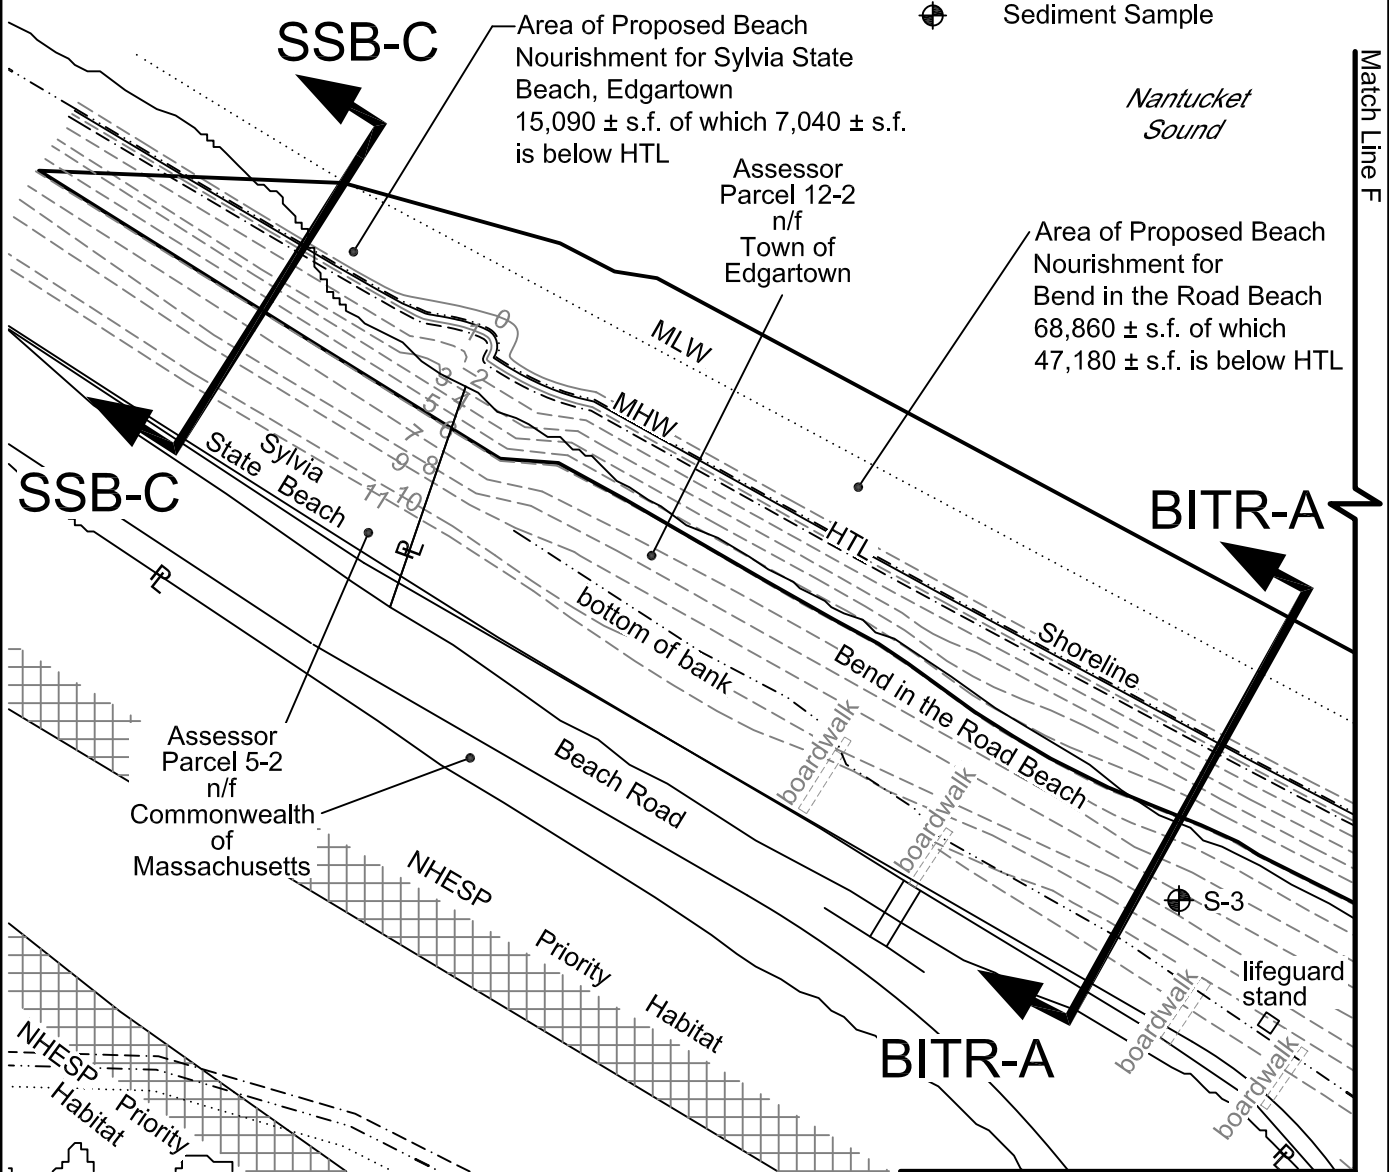 SSB-C
Area of Proposed Beach
Nourishment for Sylvia State
Beach, Edgartown
15,090 ± s.f. of which 7,040 ± s.f.
is below HTL
Sediment Sample
Nantucket
Sound
Match Line F
Assessor
Parcel 12-2
n/f
Town of
Edgartown
Area of Proposed Beach
Nourishment for
Bend in the Road Beach
68,860 ± s.f. of which
47,180 ± s.f. is below HTL
MLW
MHW
HTL
Shoreline
0
1
2
3
4
5
6
7
8
9
10
11
Sylvia
State Beach
SSB-C
BITR-A
PL
PL
bottom of bank
Bend in the Road Beach
boardwalk
boardwalk
Beach Road
Assessor
Parcel 5-2
n/f
Commonwealth
of
Massachusetts
NHESP
Priority
Habitat
S-3
lifeguard
stand
boardwalk
boardwalk
BITR-A
NHESP
Priority
Habitat
PL